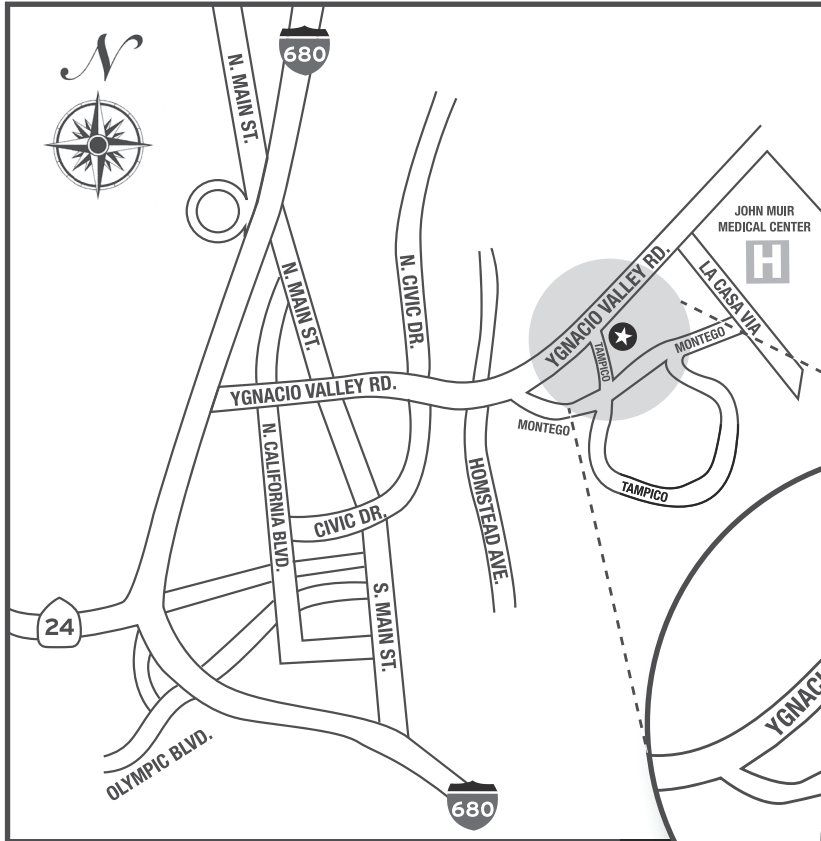 680
N
N. MAIN ST.
JOHN MUIR
MEDICAL CENTER
H
LA CASA VIA
N. MAIN ST.
N. CIVIC DR.
YGNACIO VALLEY RD.
TAMPICO
MONTEGO
YGNACIO VALLEY RD.
MONTEGO
N. CALIFORNIA BLVD.
HOMSTEAD AVE.
TAMPICO
CIVIC DR.
S. MAIN ST.
24
YGNACI
OLYMPIC BLVD.
680